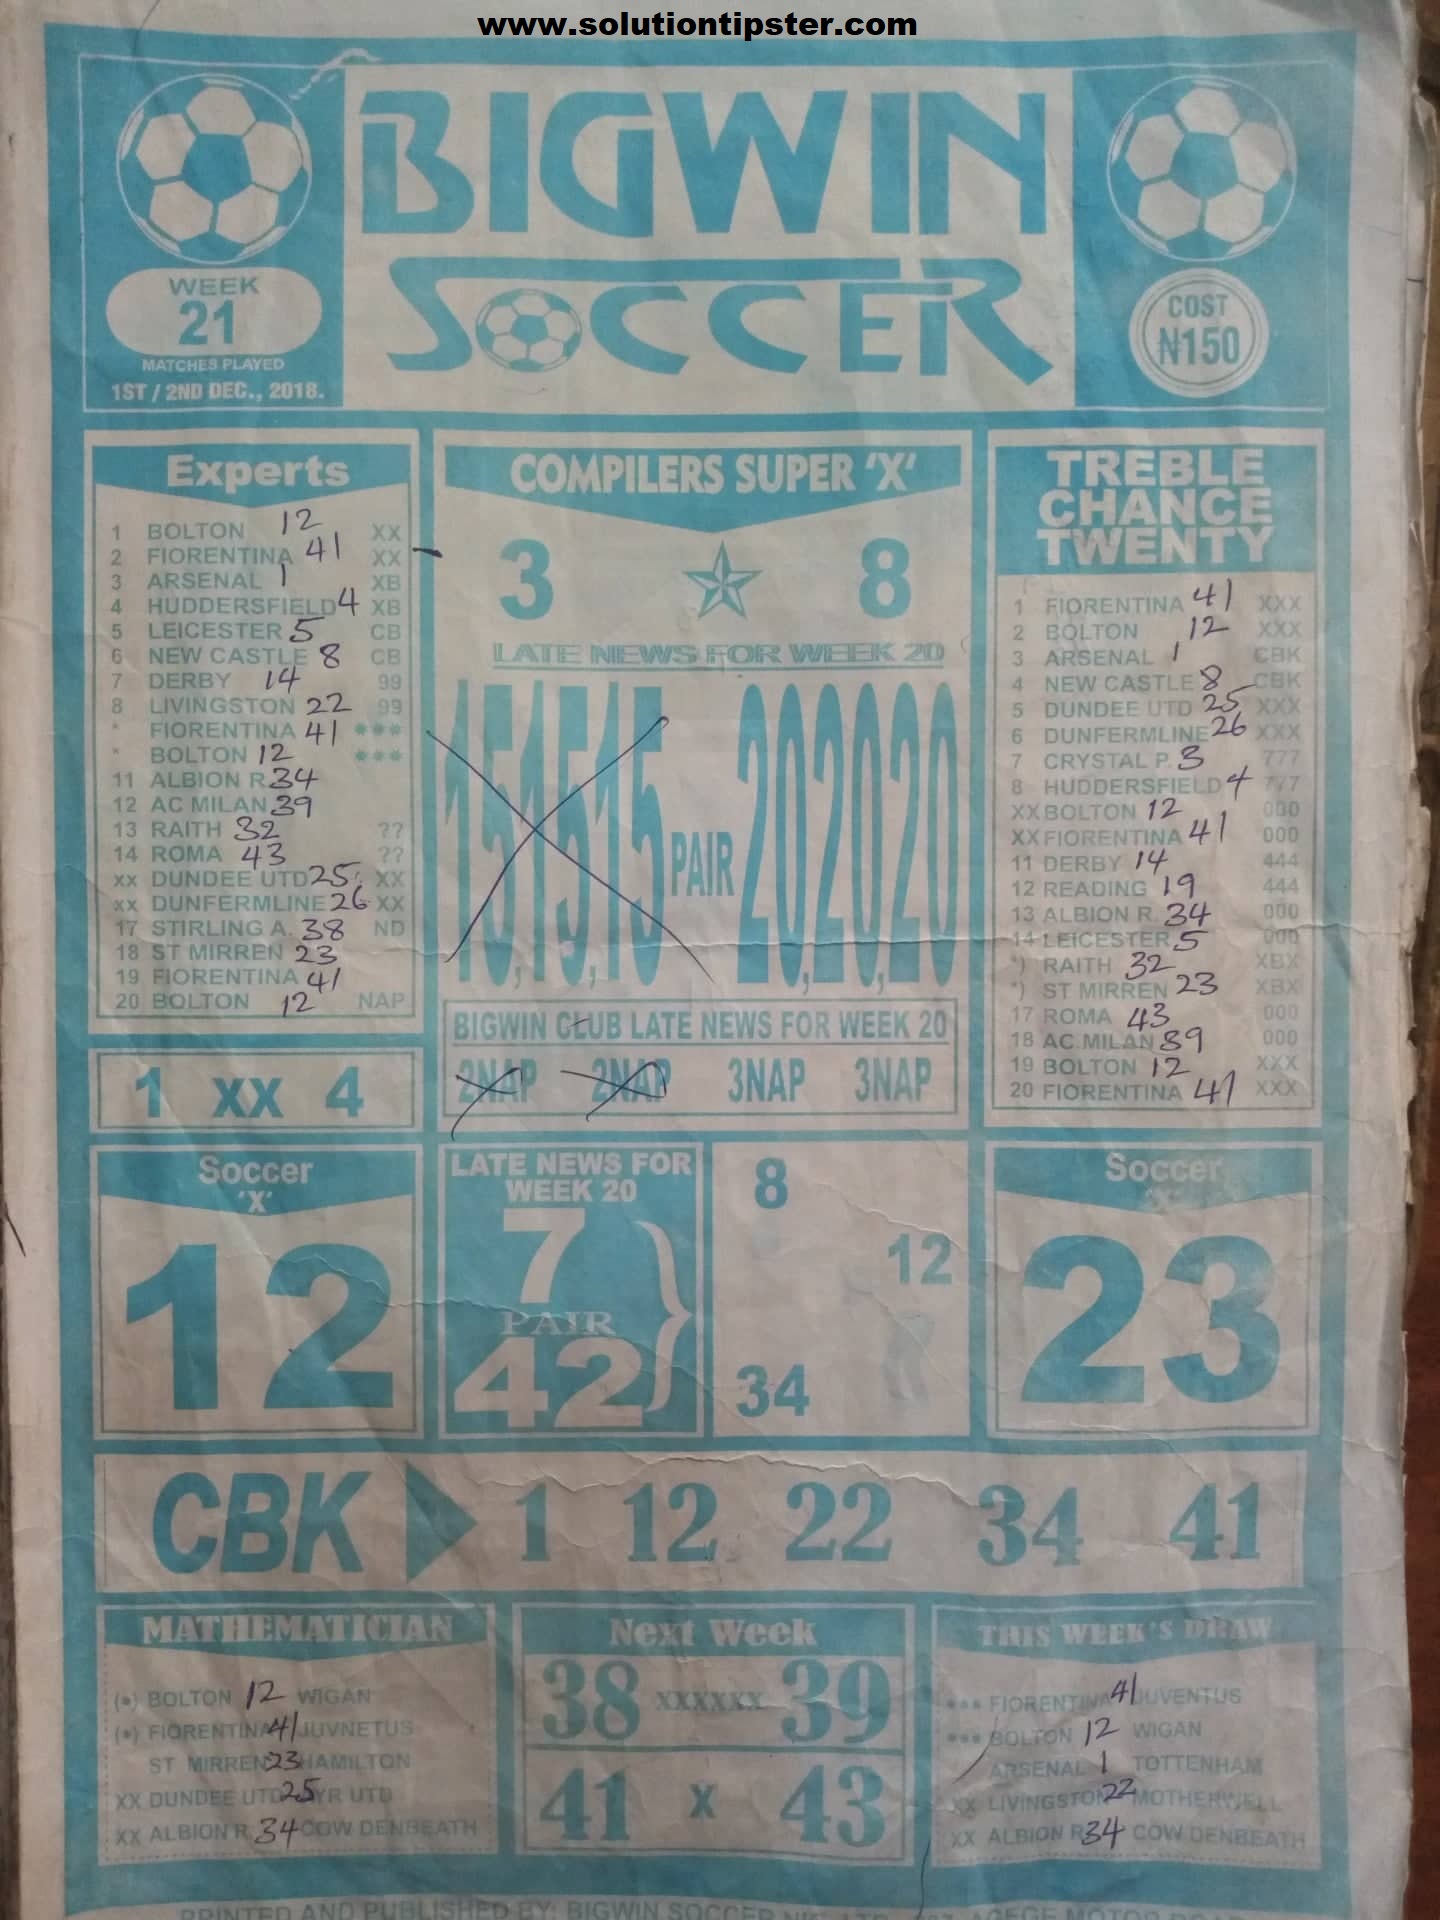 www.solutiontipster.com
BIGWIN
SOCCER
WEEK
21
MATCHES PLAYED
1ST / 2ND DEC., 2018.
COST
₦150
Experts
1 BOLTON 12 XX
2 FIORENTINA 41 XX
3 ARSENAL 1 XB
4 HUDDERSFIELD 4 XB
5 LEICESTER 5 CB
6 NEW CASTLE 8 CB
7 DERBY 14 99
8 LIVINGSTON 22 99
* FIORENTINA 41 ***
* BOLTON 12 ***
11 ALBION R. 34
12 AC MILAN 39
13 RAITH 32 ??
14 ROMA 43 ??
xx DUNDEE UTD 25 XX
xx DUNFERMLINE 26 XX
17 STIRLING A. 38 ND
18 ST MIRREN 23
19 FIORENTINA 41
20 BOLTON 12 NAP
1 XX 4
COMPILERS SUPER 'X'
3 ☆ 8
LATE NEWS FOR WEEK 20
15,15,15 PAIR 20,20,20
BIGWIN CLUB LATE NEWS FOR WEEK 20
2NAP 2NAP 3NAP 3NAP
TREBLE
CHANCE
TWENTY
1 FIORENTINA 41 XXX
2 BOLTON 12 XXX
3 ARSENAL 1 CBK
4 NEW CASTLE 8 CBK
5 DUNDEE UTD 25 XXX
6 DUNFERMLINE 26 XXX
7 CRYSTAL P. 3 777
8 HUDDERSFIELD 4 777
XX BOLTON 12 000
XX FIORENTINA 41 000
11 DERBY 14 444
12 READING 19 444
13 ALBION R. 34 000
14 LEICESTER 5 000
*) RAITH 32 XBX
*) ST MIRREN 23 XBX
17 ROMA 43 000
18 AC MILAN 39 000
19 BOLTON 12 XXX
20 FIORENTINA 41 XXX
Soccer
'X'
12
LATE NEWS FOR
WEEK 20
7
PAIR
42
8
12
34
Soccer
23
CBK 1 12 22 34 41
MATHEMATICIAN
(•) BOLTON 12 WIGAN
(•) FIORENTINA 41 JUVNETUS
ST MIRREN 23 HAMILTON
XX DUNDEE UTD 25 YR UTD
XX ALBION R 34 COW DENBEATH
Next Week
38 XXXXXX 39
41 X 43
THIS WEEK'S DRAW
*** FIORENTINA 41 JUVENTUS
*** BOLTON 12 WIGAN
ARSENAL 1 TOTTENHAM
XX LIVINGSTON 22 MOTHERWELL
XX ALBION R 34 COW DENBEATH
PRINTED AND PUBLISHED BY: BIGWIN SOCCER NIG. LTD. AGEGE MOTOR